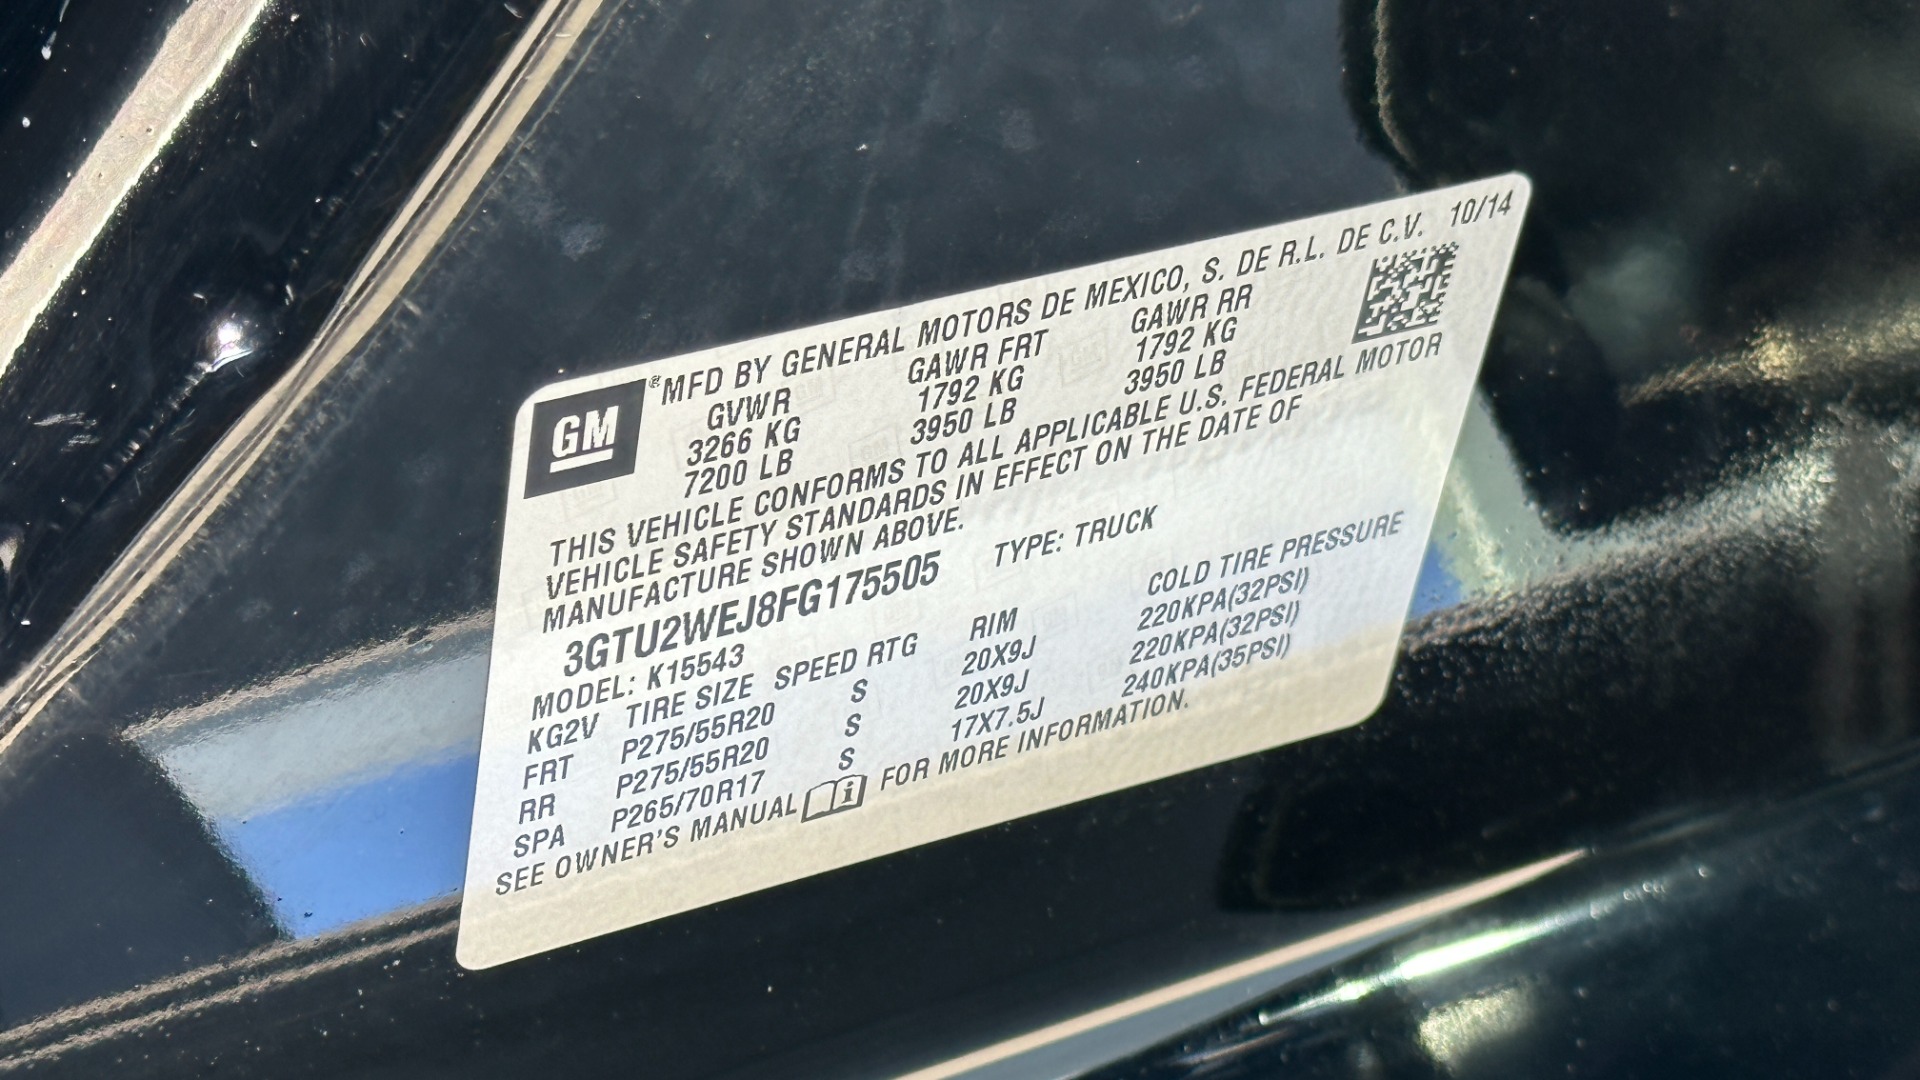 GM
® MFD BY GENERAL MOTORS DE MEXICO, S. DE R.L. DE C.V. 10/14
GVWR GAWR FRT GAWR RR
3266 KG 1792 KG 1792 KG
7200 LB 3950 LB 3950 LB
THIS VEHICLE CONFORMS TO ALL APPLICABLE U.S. FEDERAL MOTOR
VEHICLE SAFETY STANDARDS IN EFFECT ON THE DATE OF
MANUFACTURE SHOWN ABOVE.
3GTU2WEJ8FG175505 TYPE: TRUCK
MODEL: K15543
KG2V TIRE SIZE SPEED RTG RIM COLD TIRE PRESSURE
FRT P275/55R20 S 20X9J 220KPA(32PSI)
RR P275/55R20 S 20X9J 220KPA(32PSI)
SPA P265/70R17 S 17X7.5J 240KPA(35PSI)
SEE OWNER'S MANUAL i FOR MORE INFORMATION.